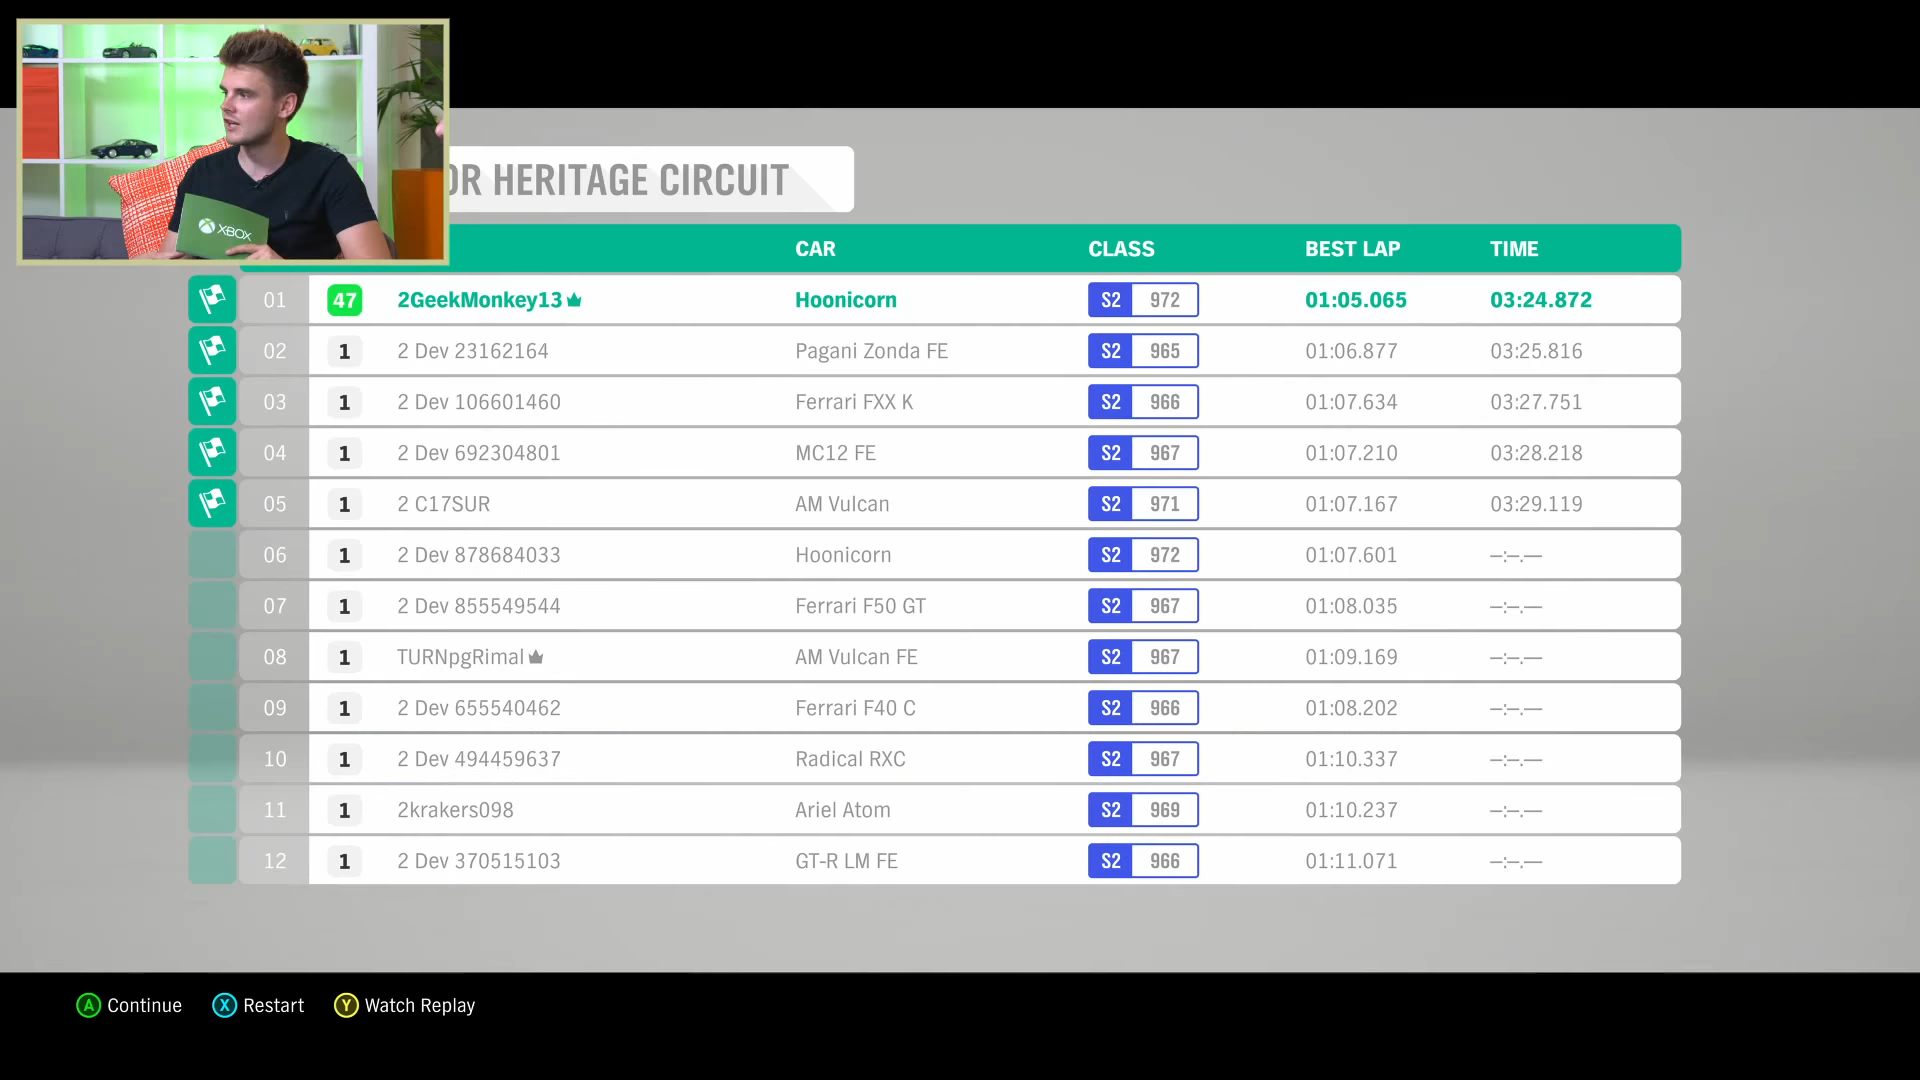 XBOX
OR HERITAGE CIRCUIT
CAR CLASS BEST LAP TIME
01 47 2GeekMonkey13 Hoonicorn S2 972 01:05.065 03:24.872
02 1 2 Dev 23162164 Pagani Zonda FE S2 965 01:06.877 03:25.816
03 1 2 Dev 106601460 Ferrari FXX K S2 966 01:07.634 03:27.751
04 1 2 Dev 692304801 MC12 FE S2 967 01:07.210 03:28.218
05 1 2 C17SUR AM Vulcan S2 971 01:07.167 03:29.119
06 1 2 Dev 878684033 Hoonicorn S2 972 01:07.601 –:–.––
07 1 2 Dev 855549544 Ferrari F50 GT S2 967 01:08.035 –:–.––
08 1 TURNpgRimal AM Vulcan FE S2 967 01:09.169 –:–.––
09 1 2 Dev 655540462 Ferrari F40 C S2 966 01:08.202 –:–.––
10 1 2 Dev 494459637 Radical RXC S2 967 01:10.337 –:–.––
11 1 2krakers098 Ariel Atom S2 969 01:10.237 –:–.––
12 1 2 Dev 370515103 GT-R LM FE S2 966 01:11.071 –:–.––
A Continue X Restart Y Watch Replay